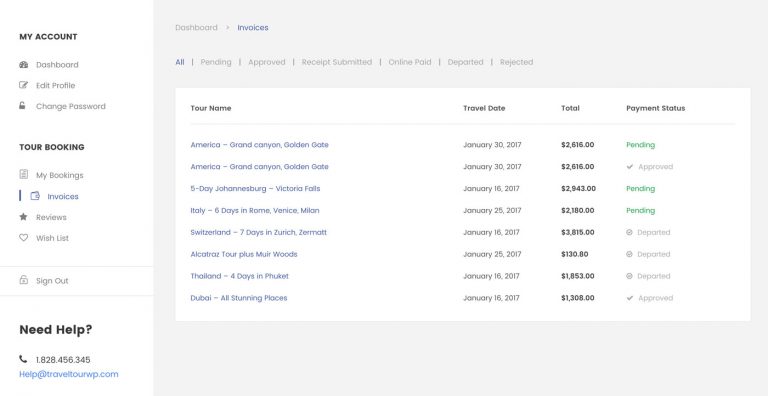 MY ACCOUNT
Dashboard
Edit Profile
Change Password
TOUR BOOKING
My Bookings
Invoices
Reviews
Wish List
Sign Out
Need Help?
1.828.456.345
Help@traveltourwp.com
Dashboard > Invoices
All | Pending | Approved | Receipt Submitted | Online Paid | Departed | Rejected
Tour Name Travel Date Total Payment Status
America – Grand canyon, Golden Gate January 30, 2017 $2,616.00 Pending
America – Grand canyon, Golden Gate January 30, 2017 $2,616.00 Approved
5-Day Johannesburg – Victoria Falls January 16, 2017 $2,943.00 Pending
Italy – 6 Days in Rome, Venice, Milan January 25, 2017 $2,180.00 Pending
Switzerland – 7 Days in Zurich, Zermatt January 16, 2017 $3,815.00 Departed
Alcatraz Tour plus Muir Woods January 25, 2017 $130.80 Departed
Thailand – 4 Days in Phuket January 16, 2017 $1,853.00 Departed
Dubai – All Stunning Places January 16, 2017 $1,308.00 Approved